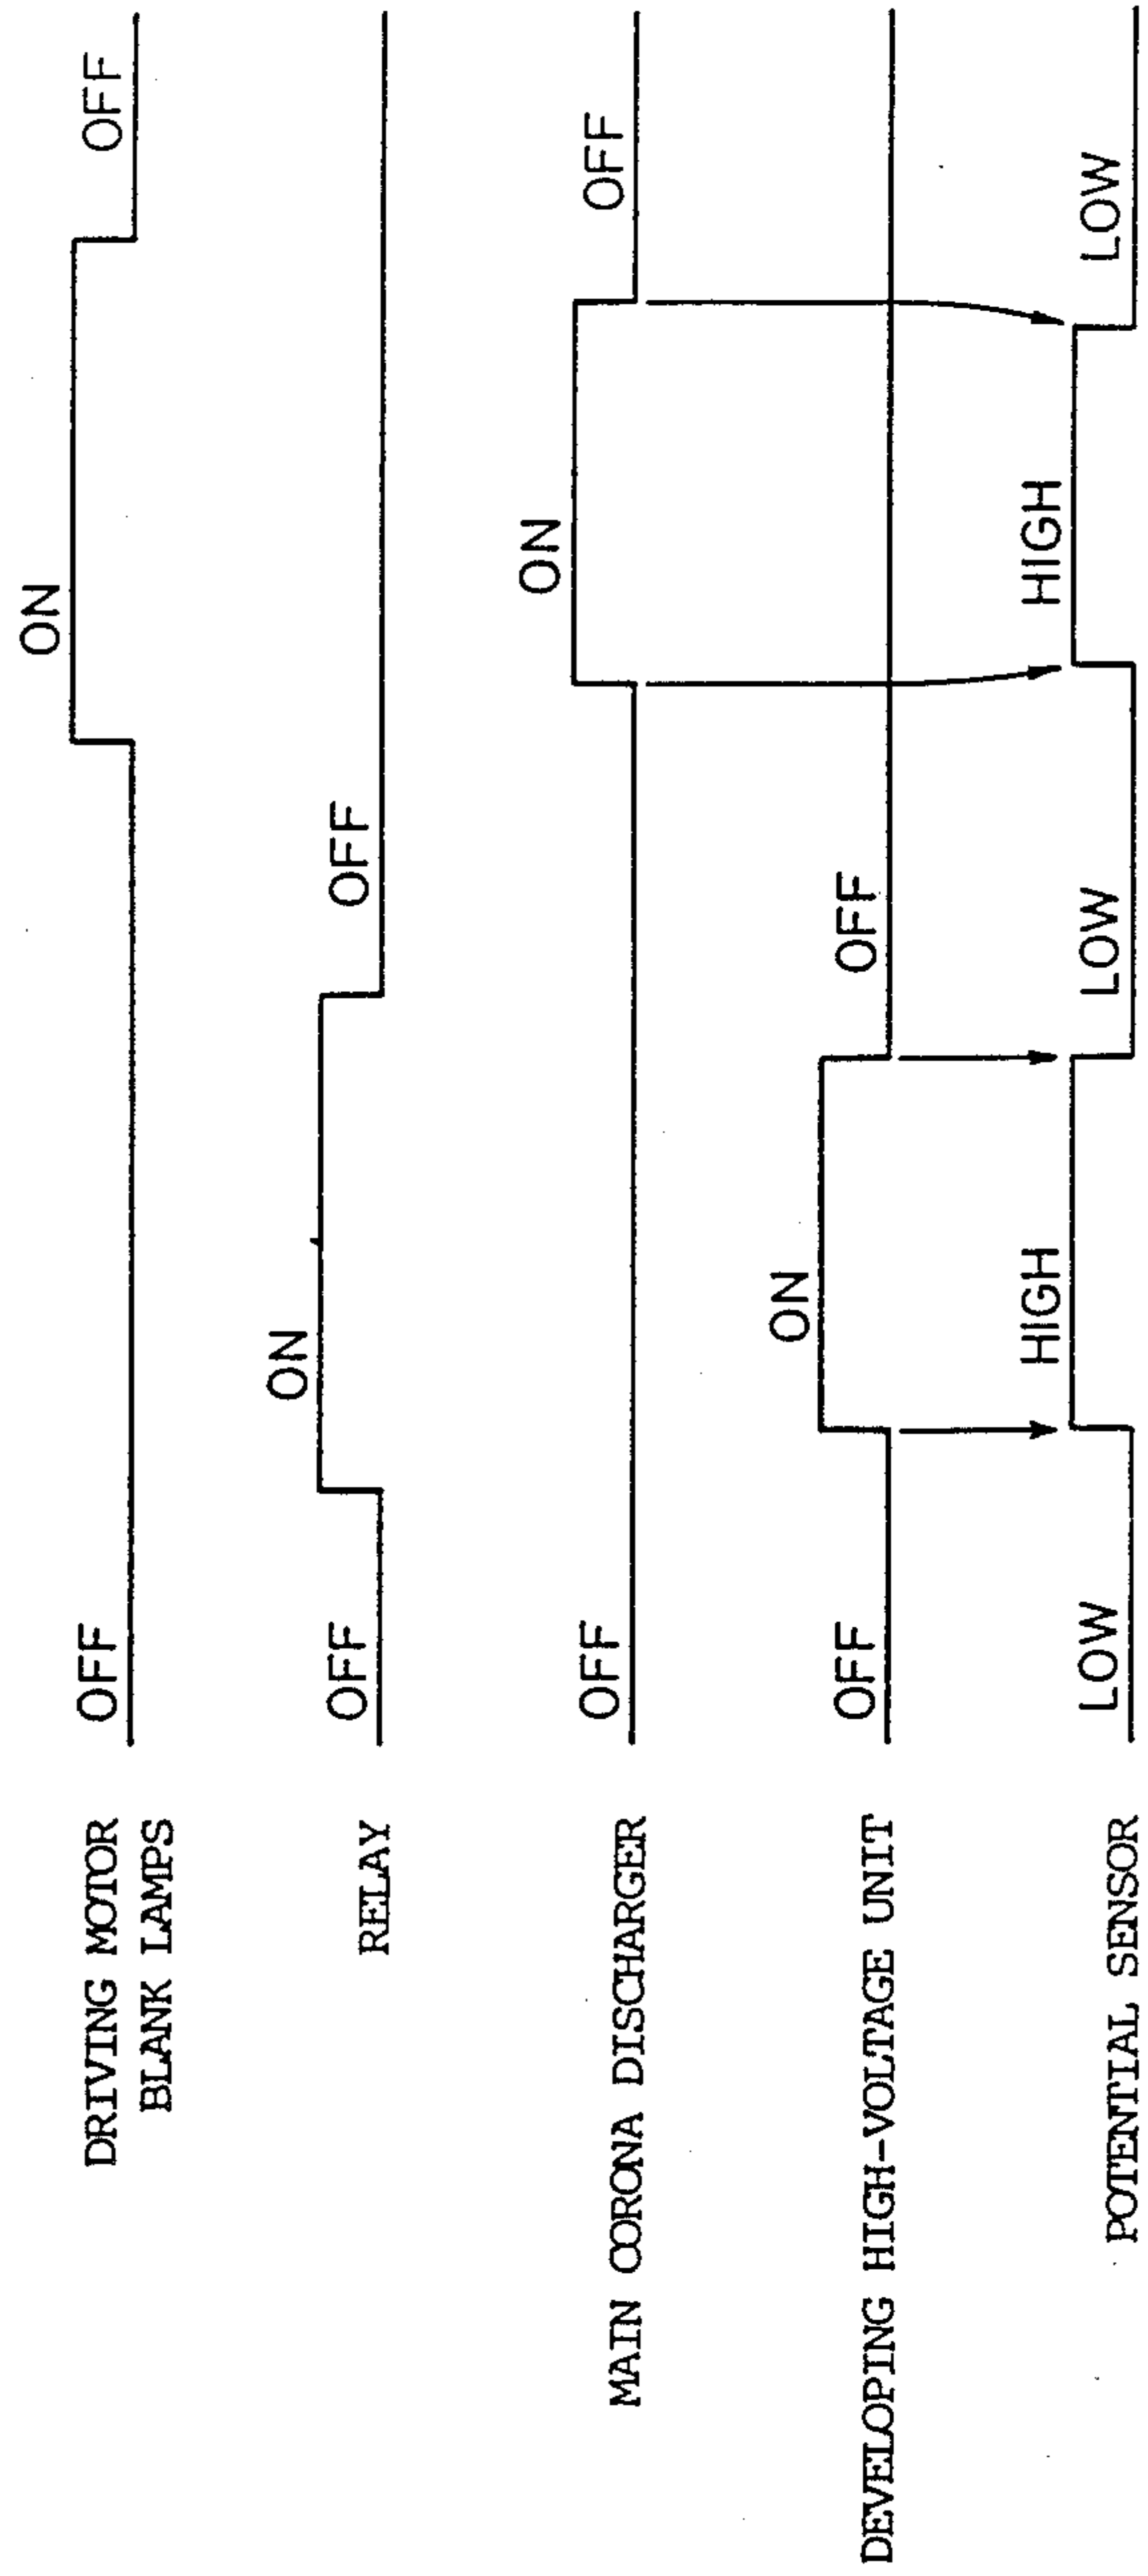 DRIVING MOTOR
BLANK LAMPS
OFF
ON
OFF
RELAY
OFF
ON
OFF
MAIN CORONA DISCHARGER
OFF
ON
OFF
DEVELOPING HIGH-VOLTAGE UNIT
OFF
ON
OFF
POTENTIAL SENSOR
LOW
HIGH
LOW
HIGH
LOW